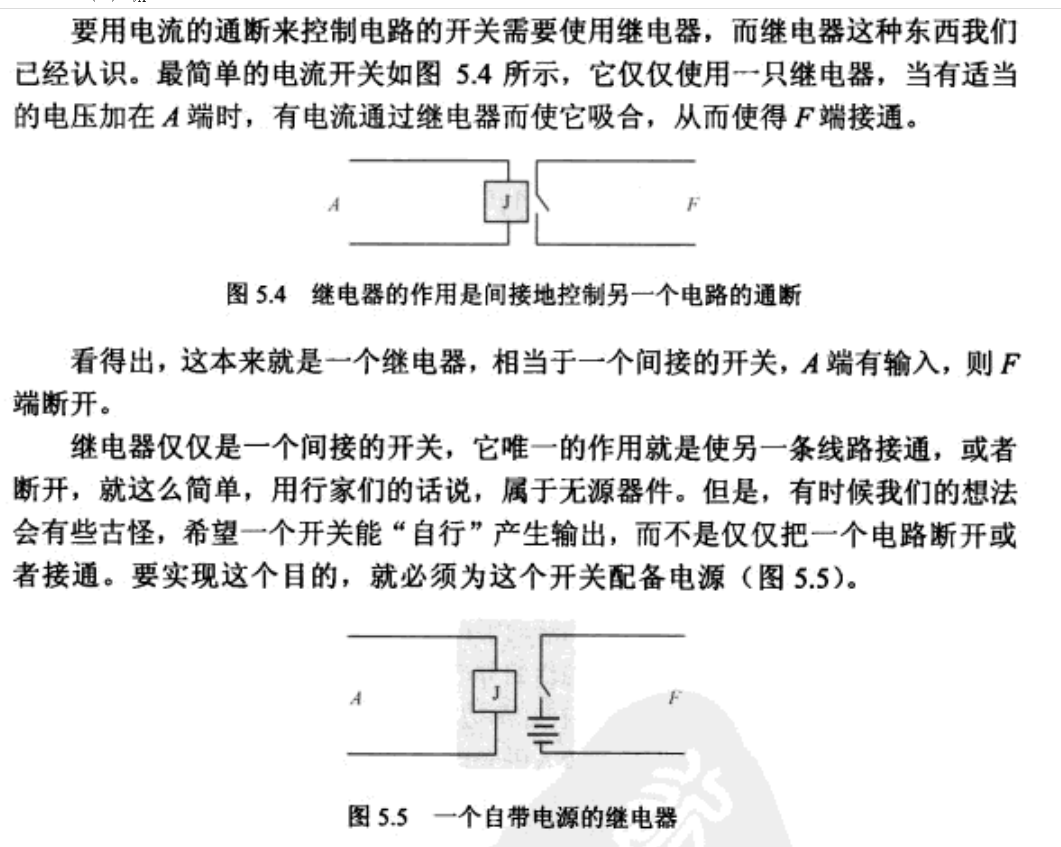 要用电流的通断来控制电路的开关需要使用继电器，而继电器这种东西我们
已经认识。最简单的电流开关如图 5.4 所示，它仅仅使用一只继电器，当有适当
的电压加在 A 端时，有电流通过继电器而使它吸合，从而使得 F 端接通。
A J F
图 5.4 继电器的作用是间接地控制另一个电路的通断
看得出，这本来就是一个继电器，相当于一个间接的开关，A 端有输入，则 F
端断开。
继电器仅仅是一个间接的开关，它唯一的作用就是使另一条线路接通，或者
断开，就这么简单，用行家们的话说，属于无源器件。但是，有时候我们的想法
会有些古怪，希望一个开关能“自行”产生输出，而不是仅仅把一个电路断开或
者接通。要实现这个目的，就必须为这个开关配备电源（图 5.5）。
A J F
图 5.5 一个自带电源的继电器